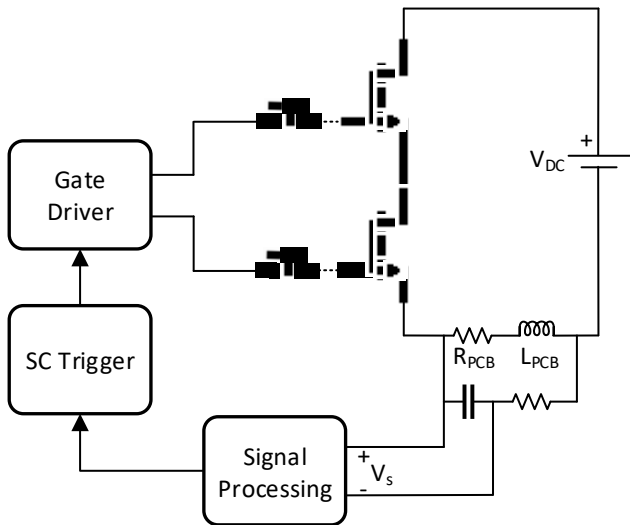 +
V_DC
Gate
Driver
SC Trigger
R_PCB
L_PCB
Signal
Processing
+
V_s
-